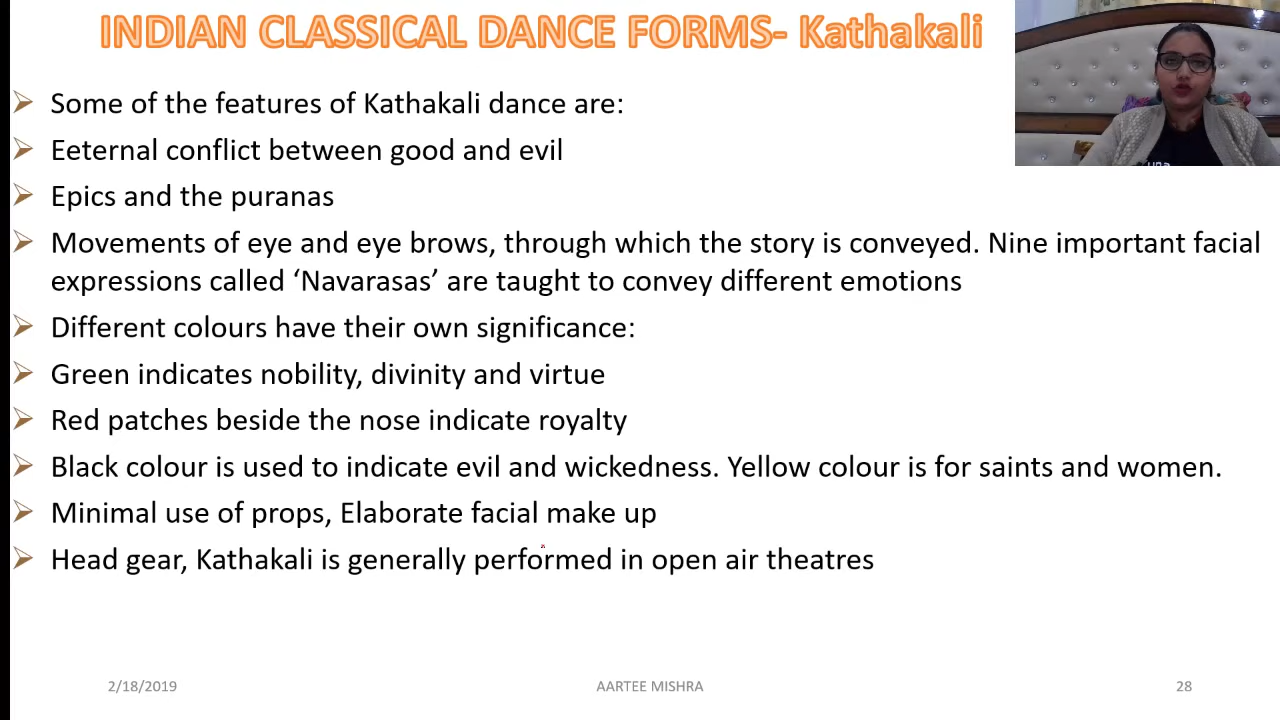 INDIAN CLASSICAL DANCE FORMS- Kathakali
Some of the features of Kathakali dance are:
Eeternal conflict between good and evil
Epics and the puranas
Movements of eye and eye brows, through which the story is conveyed. Nine important facial
expressions called ‘Navarasas’ are taught to convey different emotions
Different colours have their own significance:
Green indicates nobility, divinity and virtue
Red patches beside the nose indicate royalty
Black colour is used to indicate evil and wickedness. Yellow colour is for saints and women.
Minimal use of props, Elaborate facial make up
Head gear, Kathakali is generally performed in open air theatres
2/18/2019
AARTEE MISHRA
28